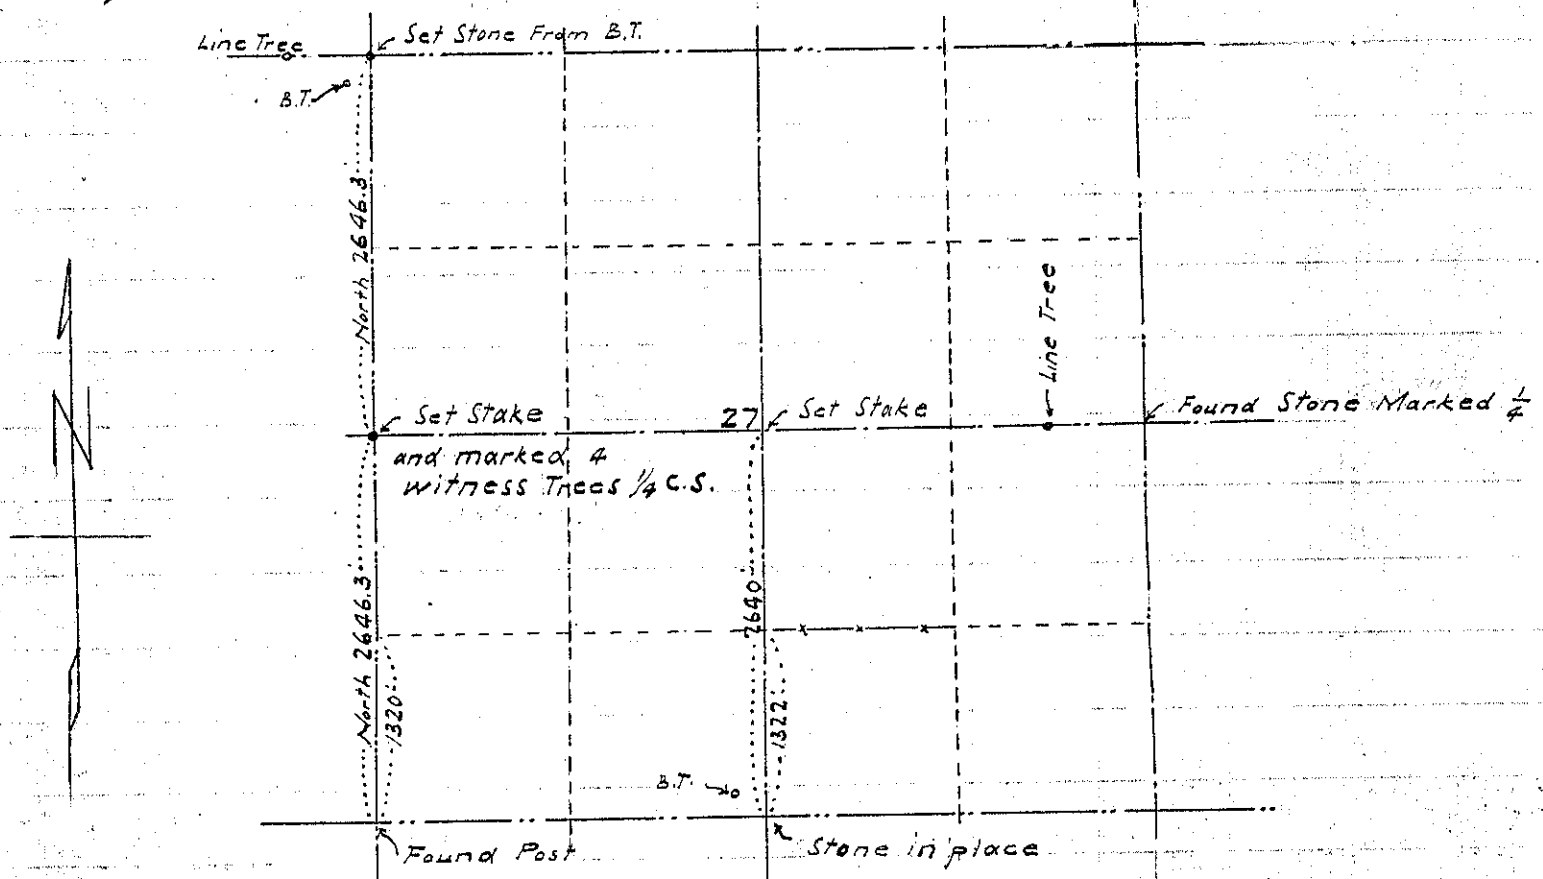 Line Tree
Set Stone From B.T.
B.T.
North 2646.3
Line Tree
N
Set Stake
and marked 4
witness Trees 1/4 C.S.
27
Set Stake
Found Stone Marked 1/4
North 2646.3'
1320'
2640'
1322'
B.T.
Found Post
Stone in place